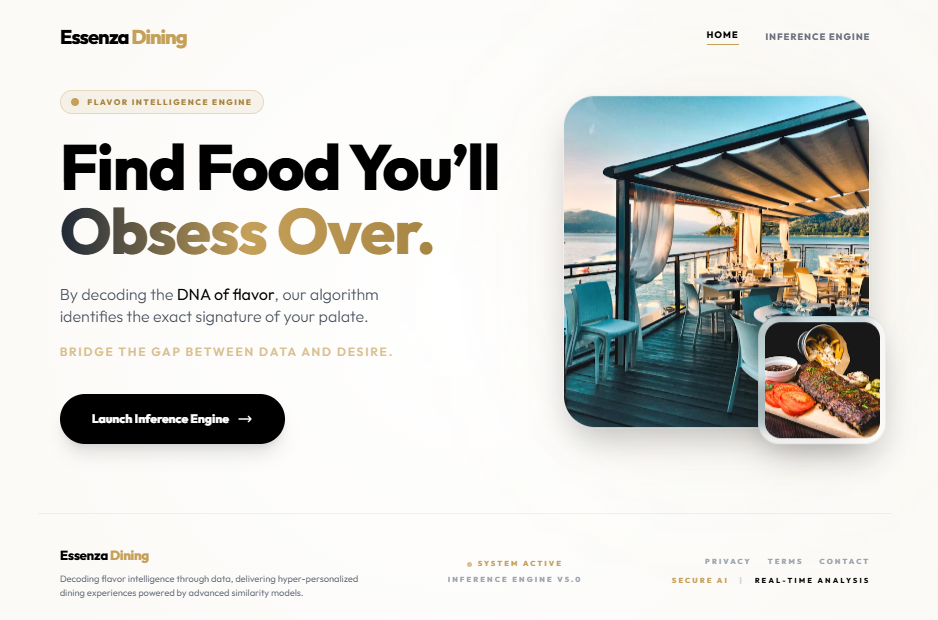 Essenza Dining
HOME
INFERENCE ENGINE
FLAVOR INTELLIGENCE ENGINE
Find Food You’ll
Obsess Over.
By decoding the DNA of flavor, our algorithm
identifies the exact signature of your palate.
BRIDGE THE GAP BETWEEN DATA AND DESIRE.
Launch Inference Engine →
Essenza Dining
Decoding flavor intelligence through data, delivering hyper-personalized
dining experiences powered by advanced similarity models.
SYSTEM ACTIVE
INFERENCE ENGINE V5.0
PRIVACY TERMS CONTACT
SECURE AI | REAL-TIME ANALYSIS